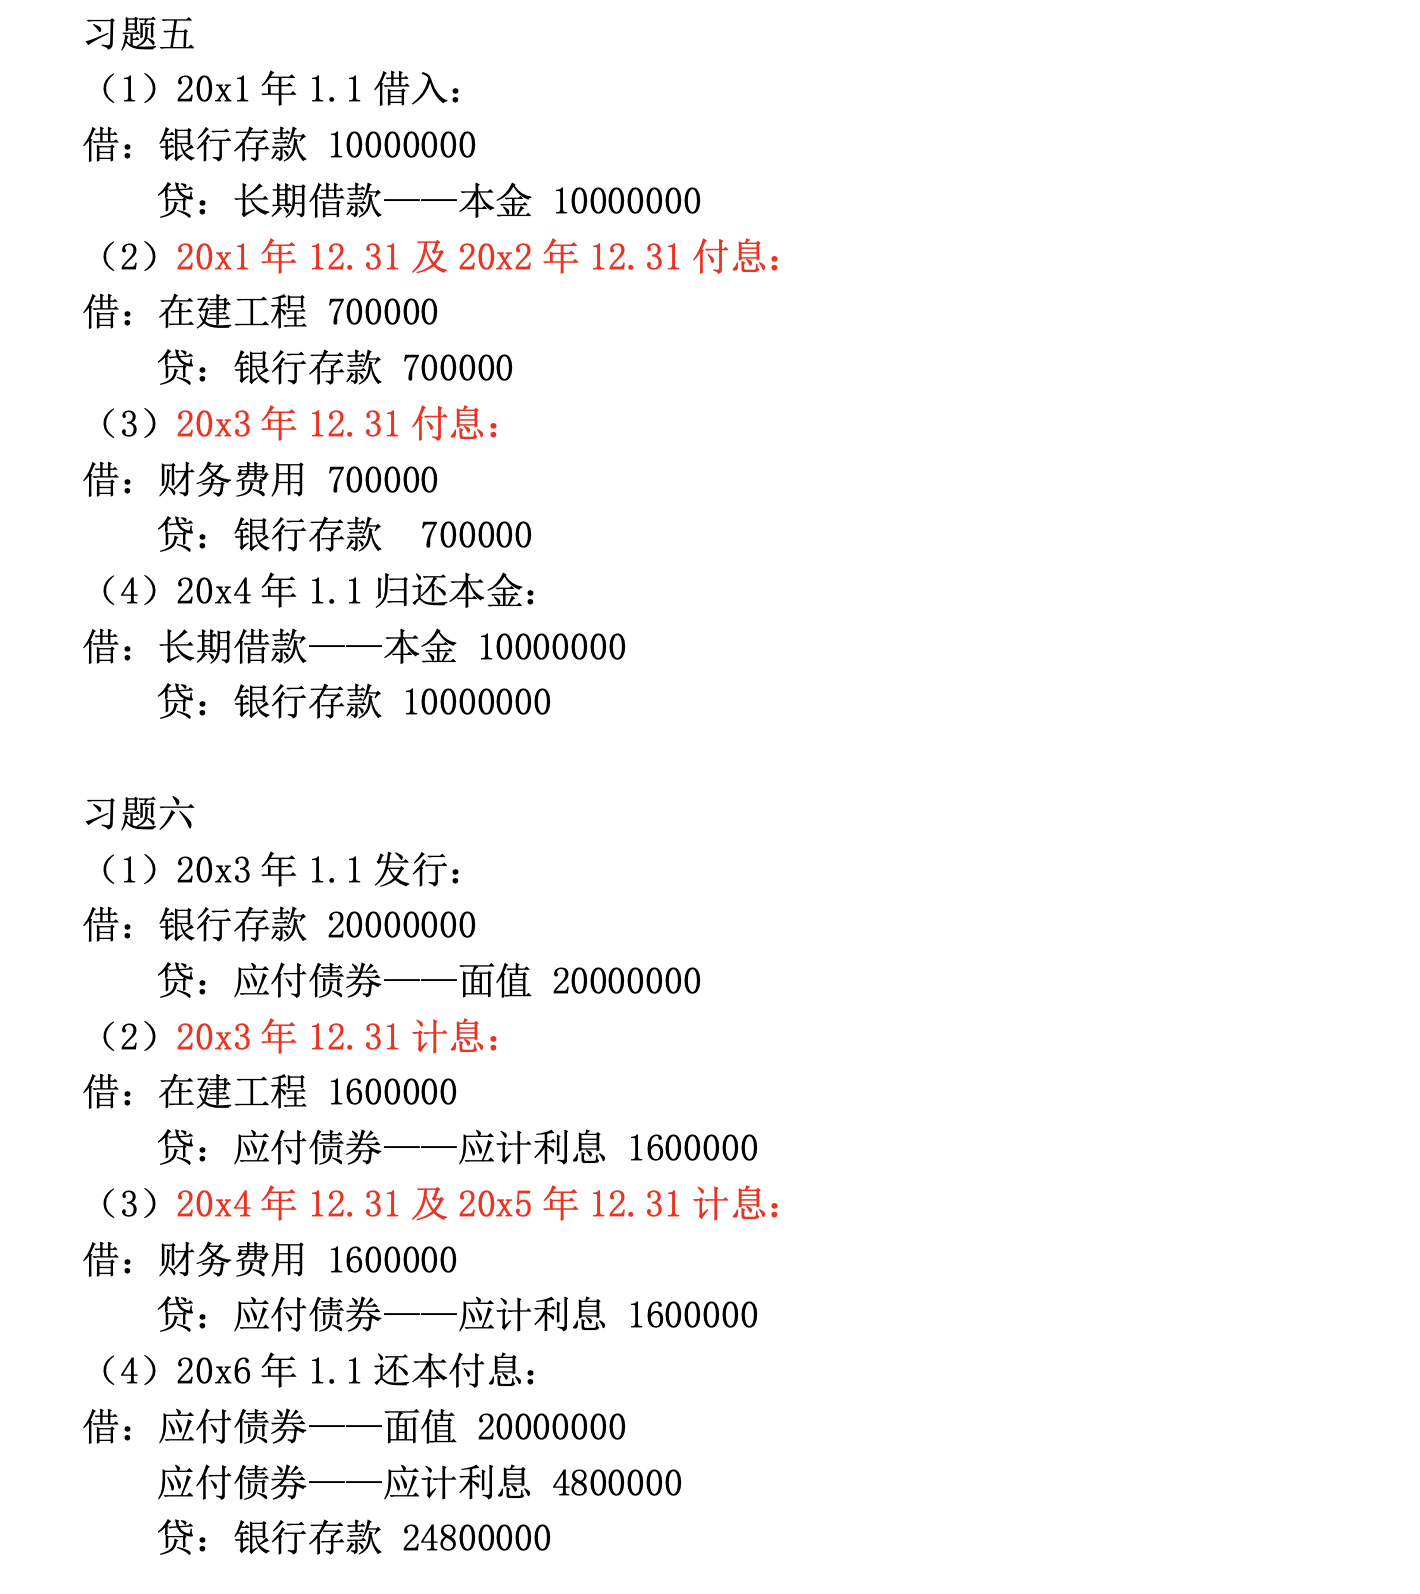 习题五
（1）20x1 年 1.1 借入：
借：银行存款 10000000
贷：长期借款——本金 10000000
（2）20x1 年 12.31 及 20x2 年 12.31 付息：
借：在建工程 700000
贷：银行存款 700000
（3）20x3 年 12.31 付息：
借：财务费用 700000
贷：银行存款 700000
（4）20x4 年 1.1 归还本金：
借：长期借款——本金 10000000
贷：银行存款 10000000
习题六
（1）20x3 年 1.1 发行：
借：银行存款 20000000
贷：应付债券——面值 20000000
（2）20x3 年 12.31 计息：
借：在建工程 1600000
贷：应付债券——应计利息 1600000
（3）20x4 年 12.31 及 20x5 年 12.31 计息：
借：财务费用 1600000
贷：应付债券——应计利息 1600000
（4）20x6 年 1.1 还本付息：
借：应付债券——面值 20000000
应付债券——应计利息 4800000
贷：银行存款 24800000